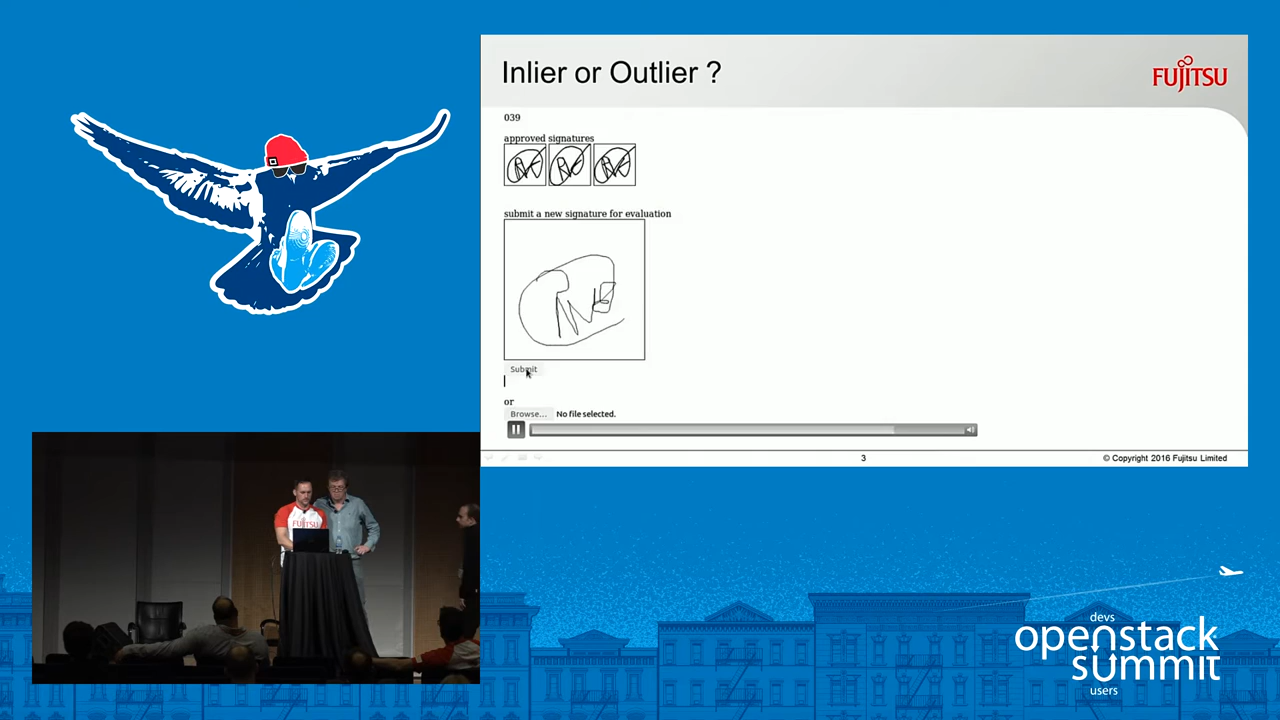 Inlier or Outlier ?
FUJITSU
039
approved signatures
submit a new signature for evaluation
Submit
or
Browse... No file selected.
3
© Copyright 2016 Fujitsu Limited
FUJITSU
devs
openstack
summit
users